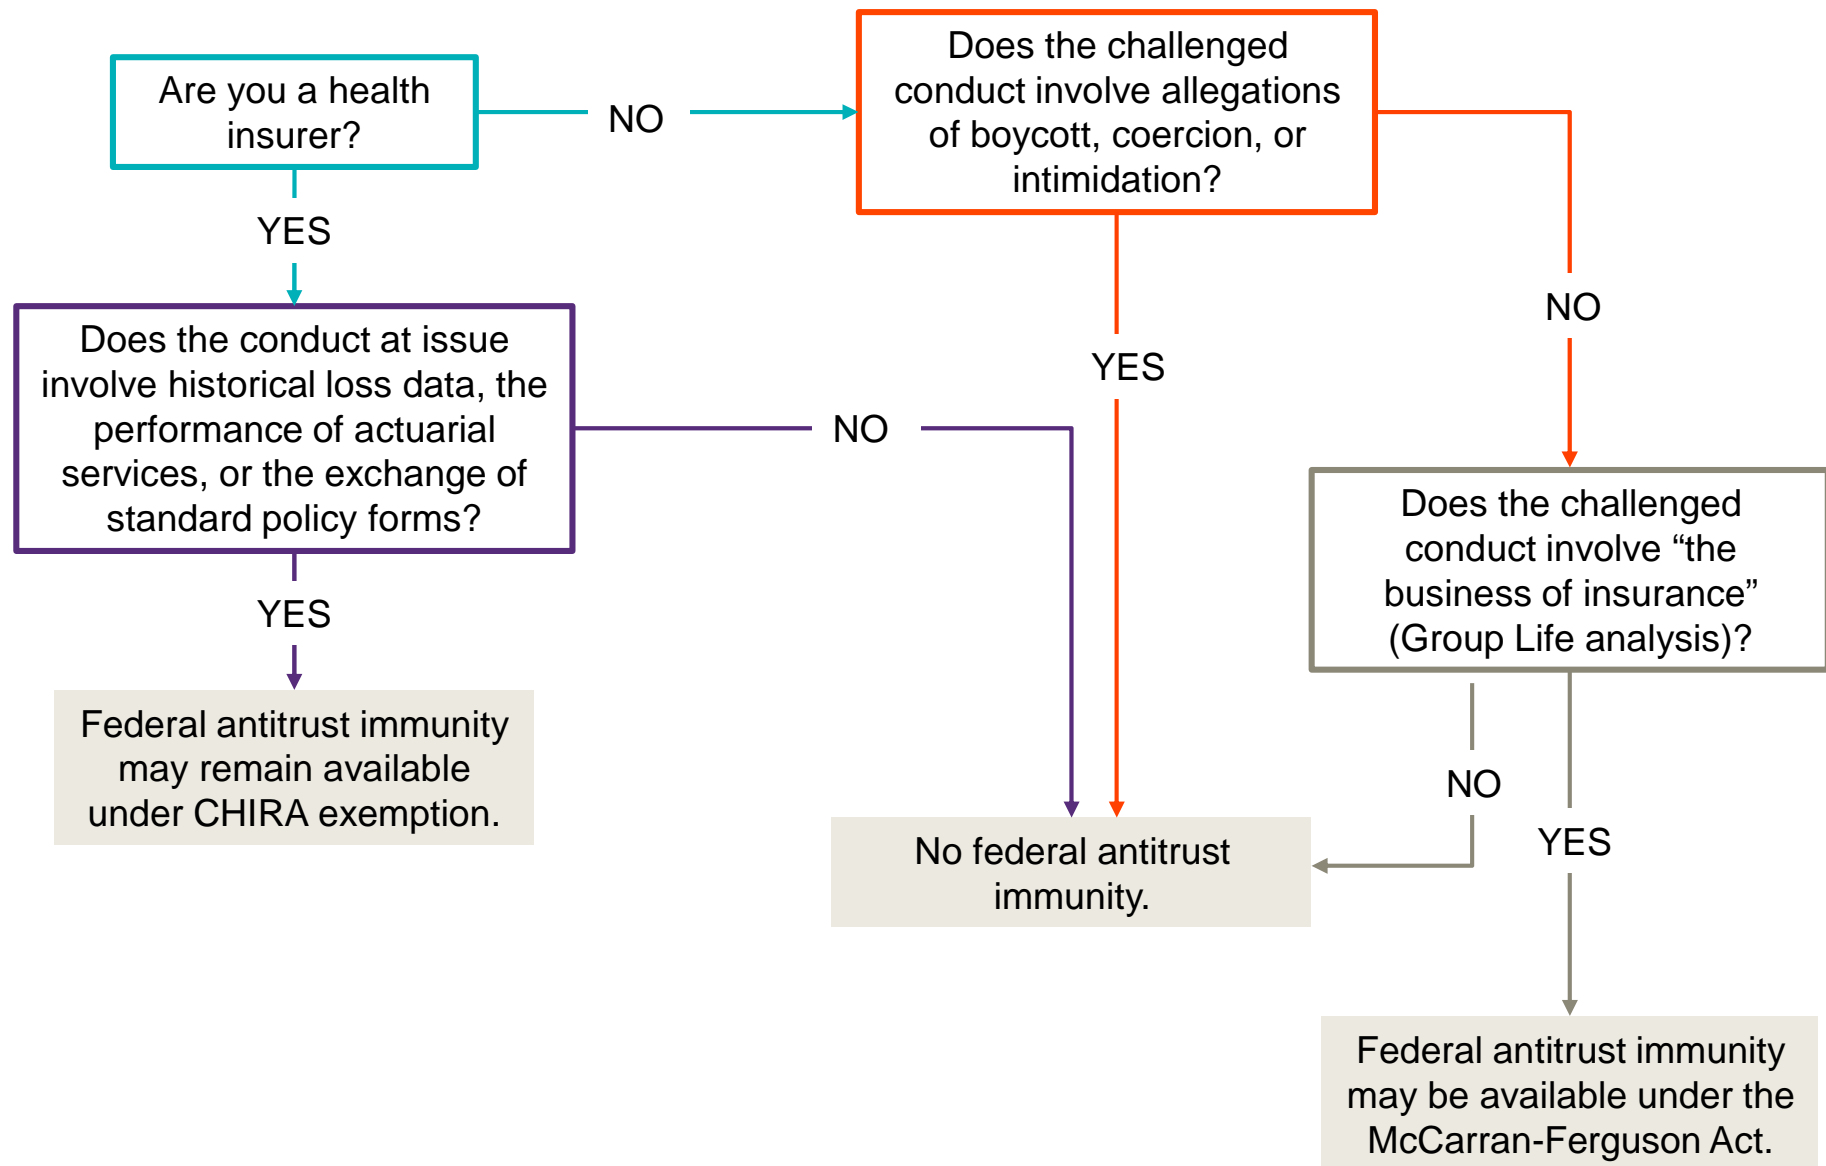 Are you a health
insurer?
NO
Does the challenged
conduct involve allegations
of boycott, coercion, or
intimidation?
YES
NO
Does the conduct at issue
involve historical loss data, the
performance of actuarial
services, or the exchange of
standard policy forms?
NO
YES
Does the challenged
conduct involve “the
business of insurance”
(Group Life analysis)?
YES
Federal antitrust immunity
may remain available
under CHIRA exemption.
NO
YES
No federal antitrust
immunity.
Federal antitrust immunity
may be available under the
McCarran-Ferguson Act.